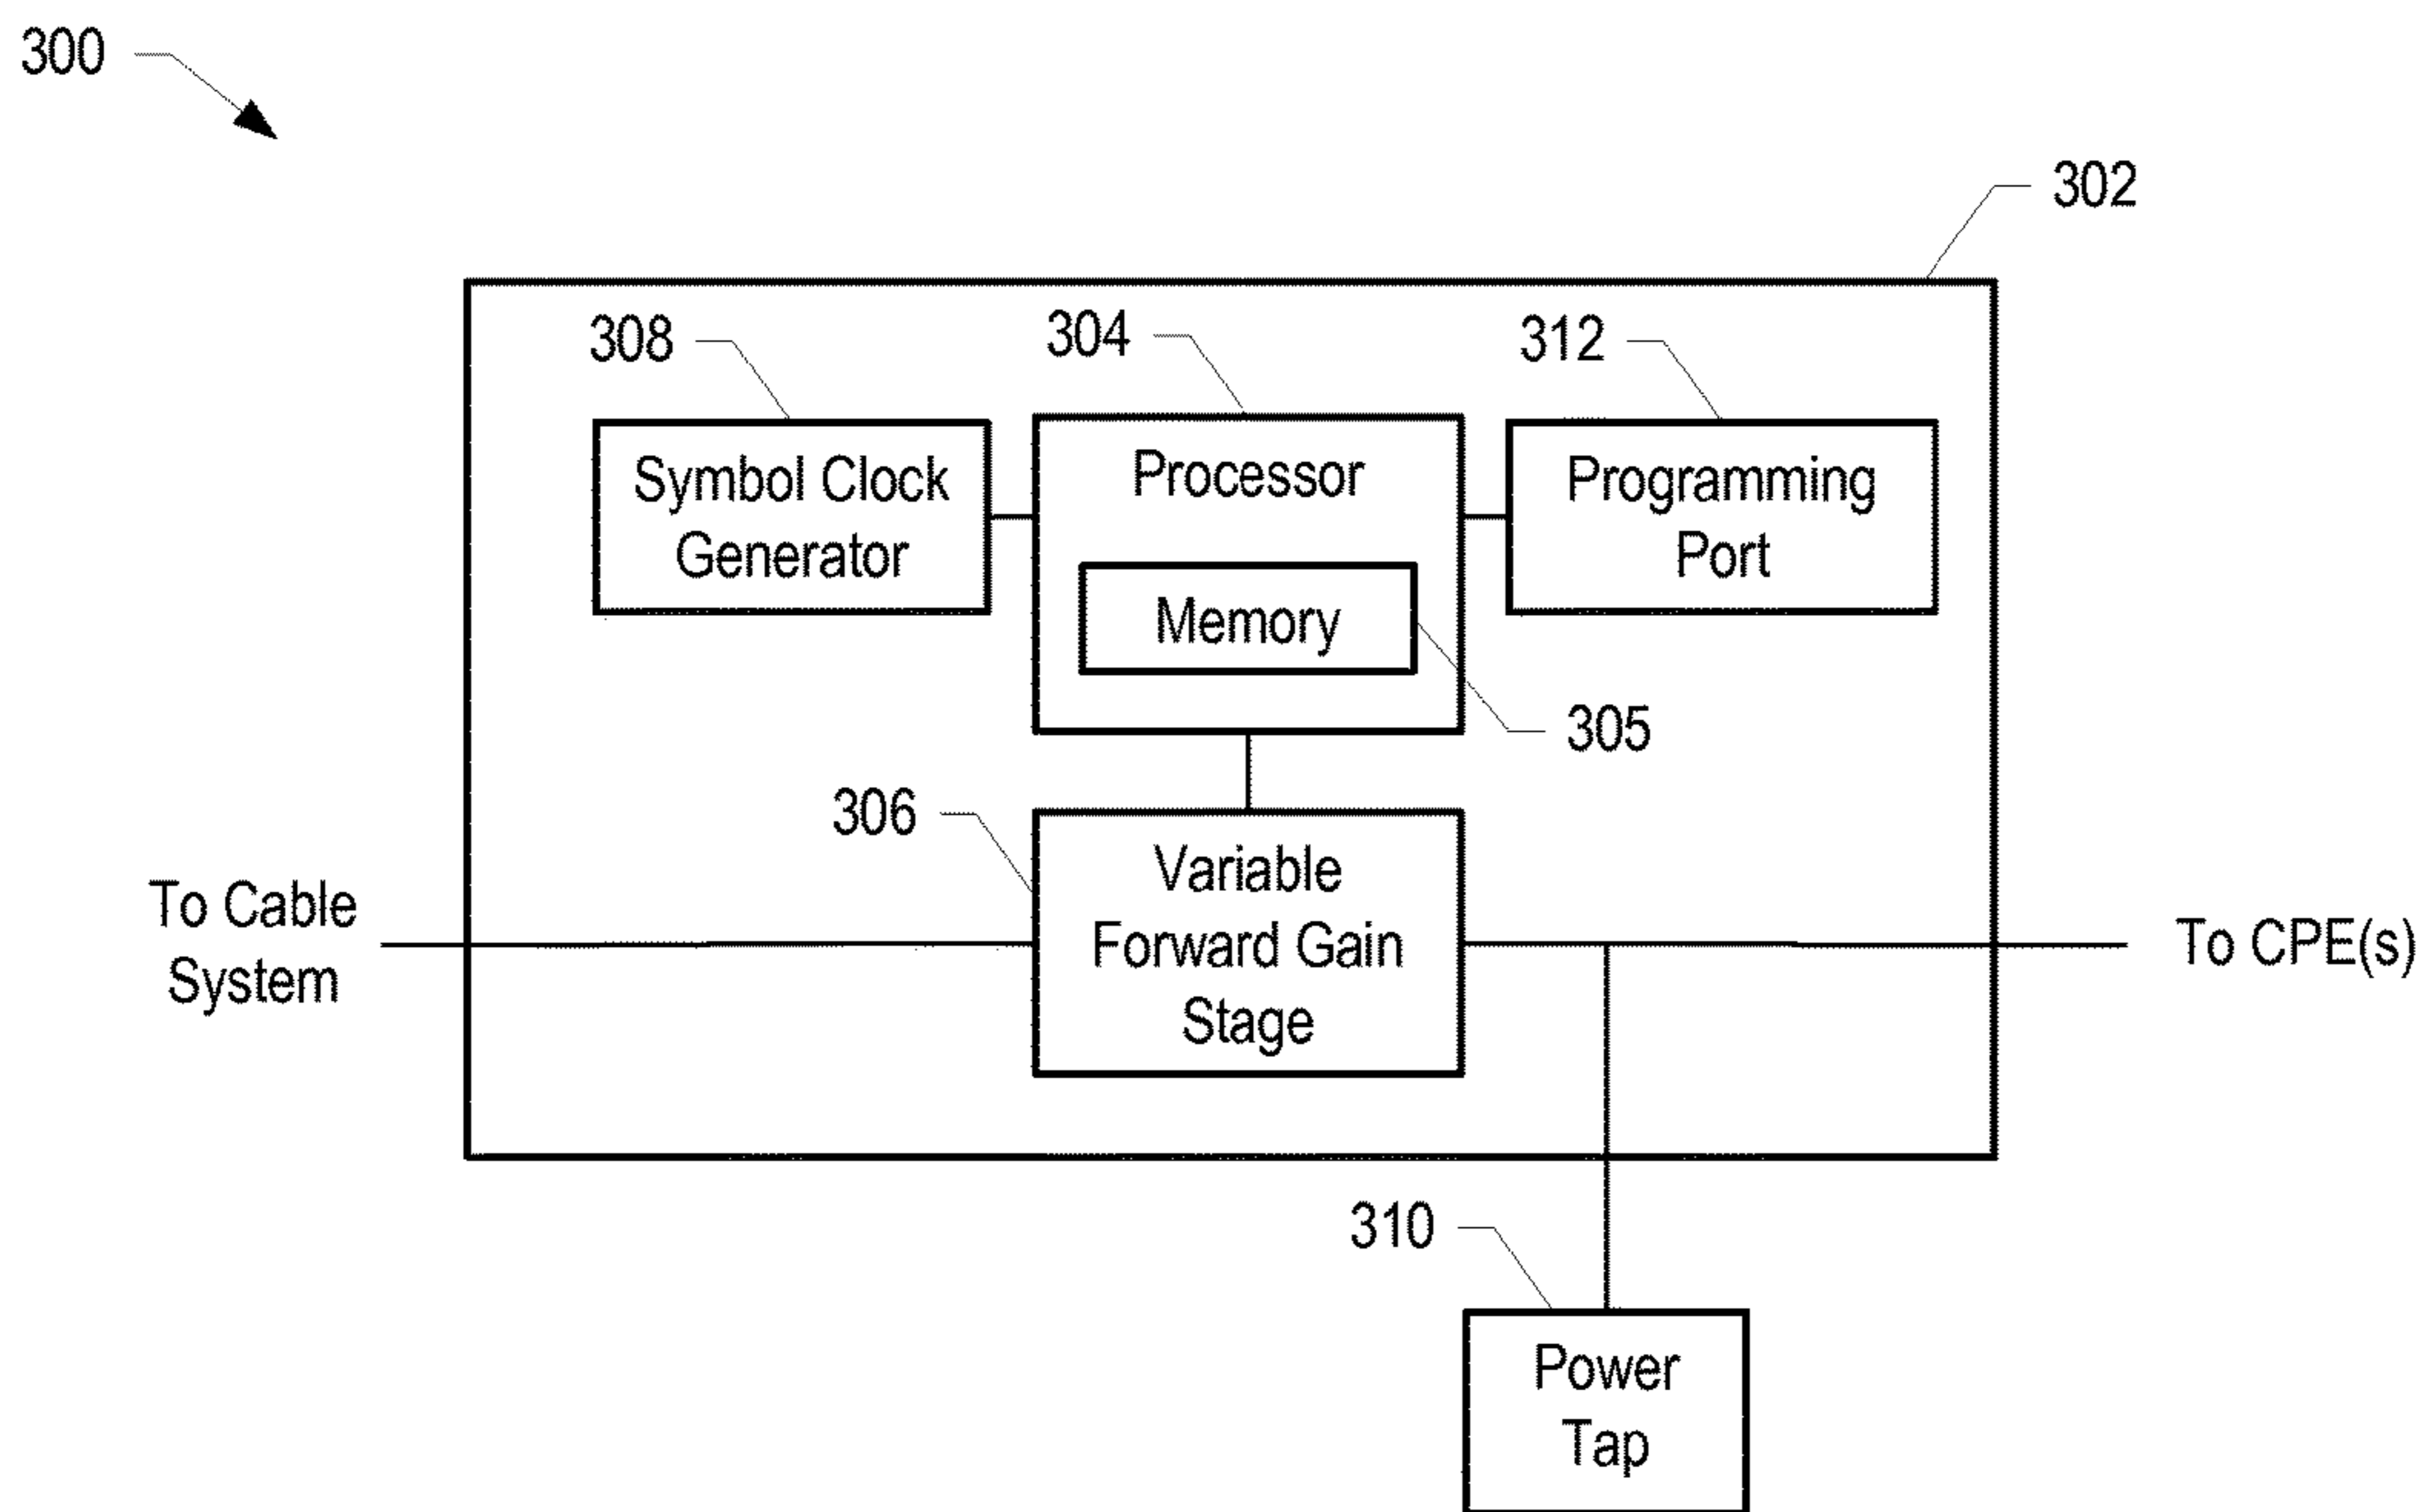 300
302
308
304
312
Symbol Clock
Generator
Processor
Memory
Programming
Port
305
306
Variable
Forward Gain
Stage
To Cable
System
To CPE(s)
310
Power
Tap